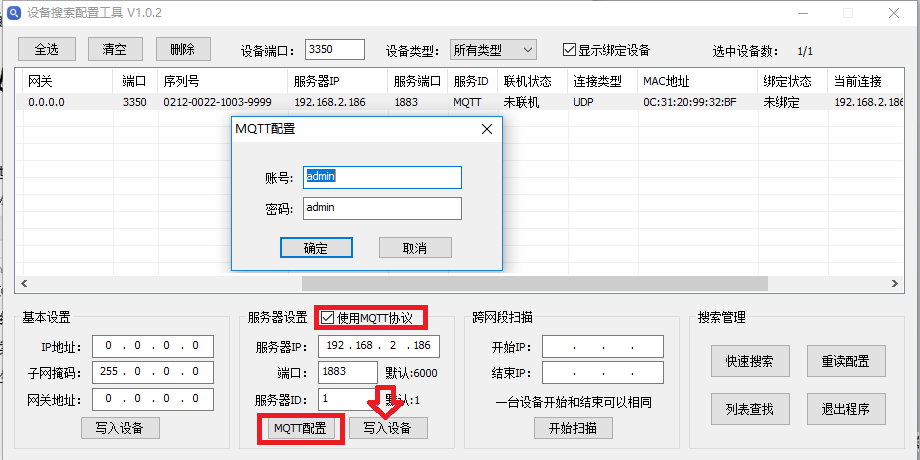 设备搜索配置工具 V1.0.2
全选 清空 删除 设备端口: 3350 设备类型: 所有类型 显示绑定设备 选中设备数: 1/1
网关 端口 序列号 服务器IP 服务端口 服务ID 联机状态 连接类型 MAC地址 绑定状态 当前连接
0.0.0.0 3350 0212-0022-1003-9999 192.168.2.186 1883 MQTT 未联机 UDP 0C:31:20:99:32:BF 未绑定 192.168.2.186
MQTT配置
账号: admin
密码: admin
确定 取消
基本设置
IP地址: 0 . 0 . 0 . 0
子网掩码: 255 . 0 . 0 . 0
网关地址: 0 . 0 . 0 . 0
写入设备
服务器设置 使用MQTT协议
服务器IP: 192 . 168 . 2 . 186
端口: 1883 默认:6000
服务器ID: 1 默认:1
MQTT配置 写入设备
跨网段扫描
开始IP: . . .
结束IP: . . .
一台设备开始和结束可以相同
开始扫描
搜索管理
快速搜索 重读配置
列表查找 退出程序